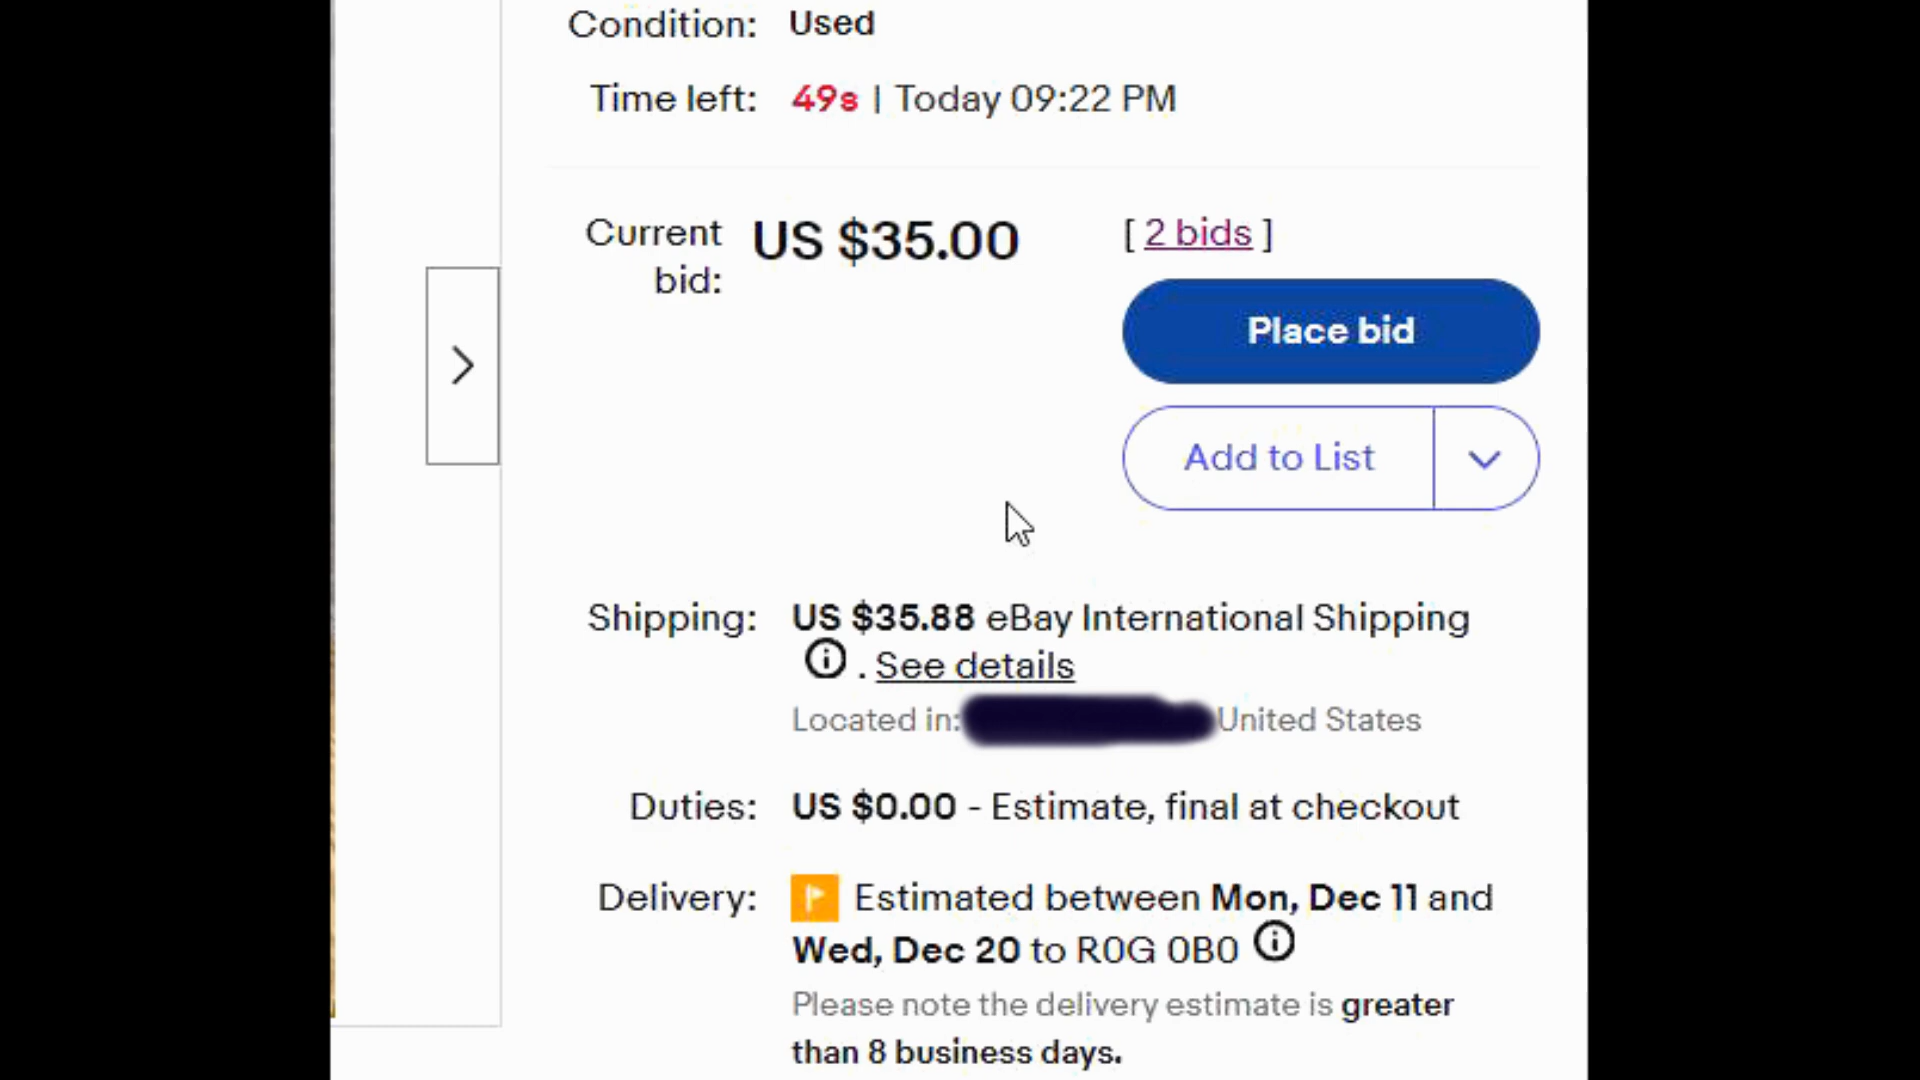 Condition: Used
Time left: 49s | Today 09:22 PM
Current bid: US $35.00 [ 2 bids ]
Place bid
Add to List
Shipping: US $35.88 eBay International Shipping
. See details
Located in: United States
Duties: US $0.00 - Estimate, final at checkout
Delivery: Estimated between Mon, Dec 11 and
Wed, Dec 20 to R0G 0B0
Please note the delivery estimate is greater
than 8 business days.